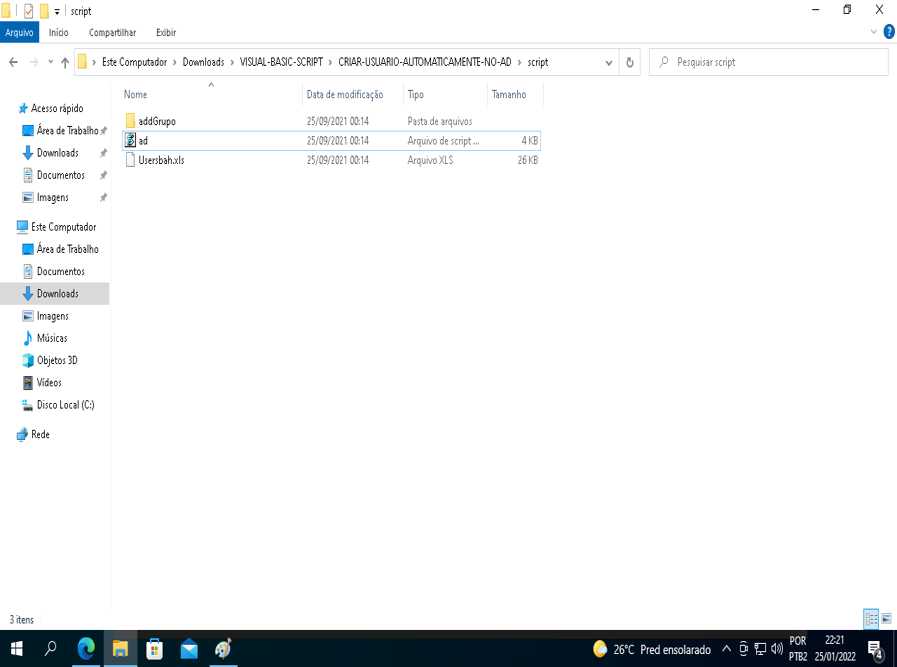 script
Arquivo Início Compartilhar Exibir
Este Computador Downloads VISUAL-BASIC-SCRIPT CRIAR-USUARIO-AUTOMATICAMENTE-NO-AD script Pesquisar script
Nome Data de modificação Tipo Tamanho
addGrupo 25/09/2021 00:14 Pasta de arquivos
ad 25/09/2021 00:14 Arquivo de script ... 4 KB
Usersbah.xls 25/09/2021 00:14 Arquivo XLS 26 KB
Acesso rápido
Área de Trabalho
Downloads
Documentos
Imagens
Este Computador
Área de Trabalho
Documentos
Downloads
Imagens
Músicas
Objetos 3D
Vídeos
Disco Local (C:)
Rede
3 itens
26°C Pred ensolarado POR 22:21
PTB2 25/01/2022 4